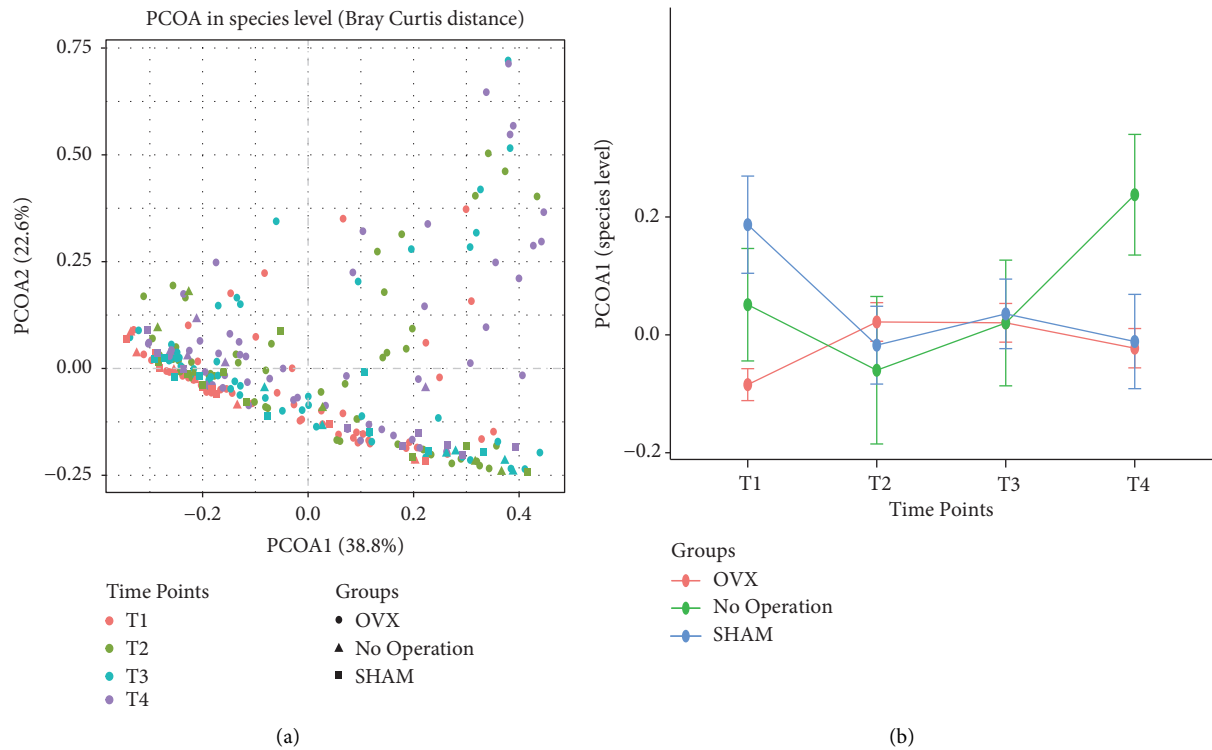 PCOA in species level (Bray Curtis distance)
0.75
0.50
0.25
0.00
−0.25
PCOA2 (22.6%)
−0.2
0.0
0.2
0.4
PCOA1 (38.8%)
Time Points
T1
T2
T3
T4
Groups
OVX
No Operation
SHAM
(a)
0.2
0.0
−0.2
PCOA1 (species level)
T1
T2
T3
T4
Time Points
Groups
OVX
No Operation
SHAM
(b)